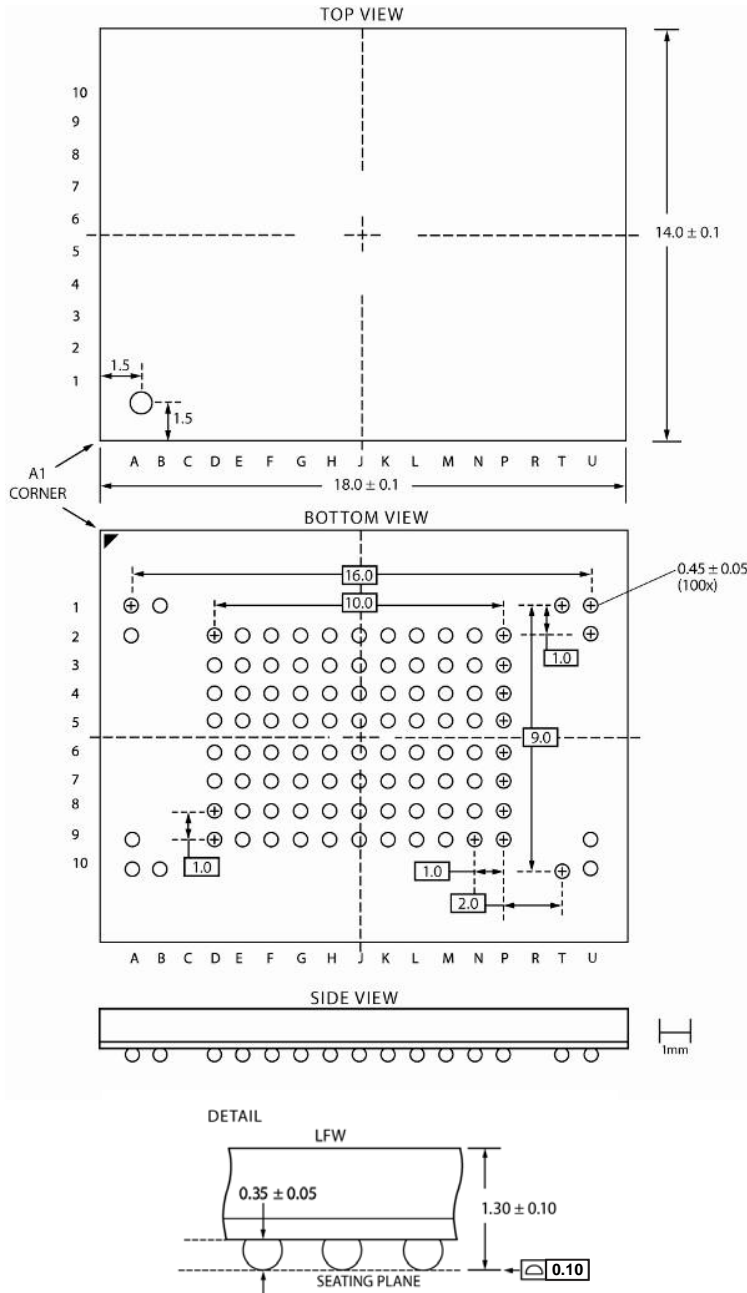 TOP VIEW
10
9
8
7
6
5
4
3
2
1
14.0 ± 0.1
1.5
1.5
A B C D E F G H J K L M N P R T U
A1
CORNER
18.0 ± 0.1
BOTTOM VIEW
16.0
0.45 ± 0.05
(100x)
10.0
1
2
3
4
5
6
7
8
9
10
1.0
9.0
1.0
1.0
2.0
A B C D E F G H J K L M N P R T U
SIDE VIEW
1mm
DETAIL
LFW
0.35 ± 0.05
1.30 ± 0.10
SEATING PLANE
0.10